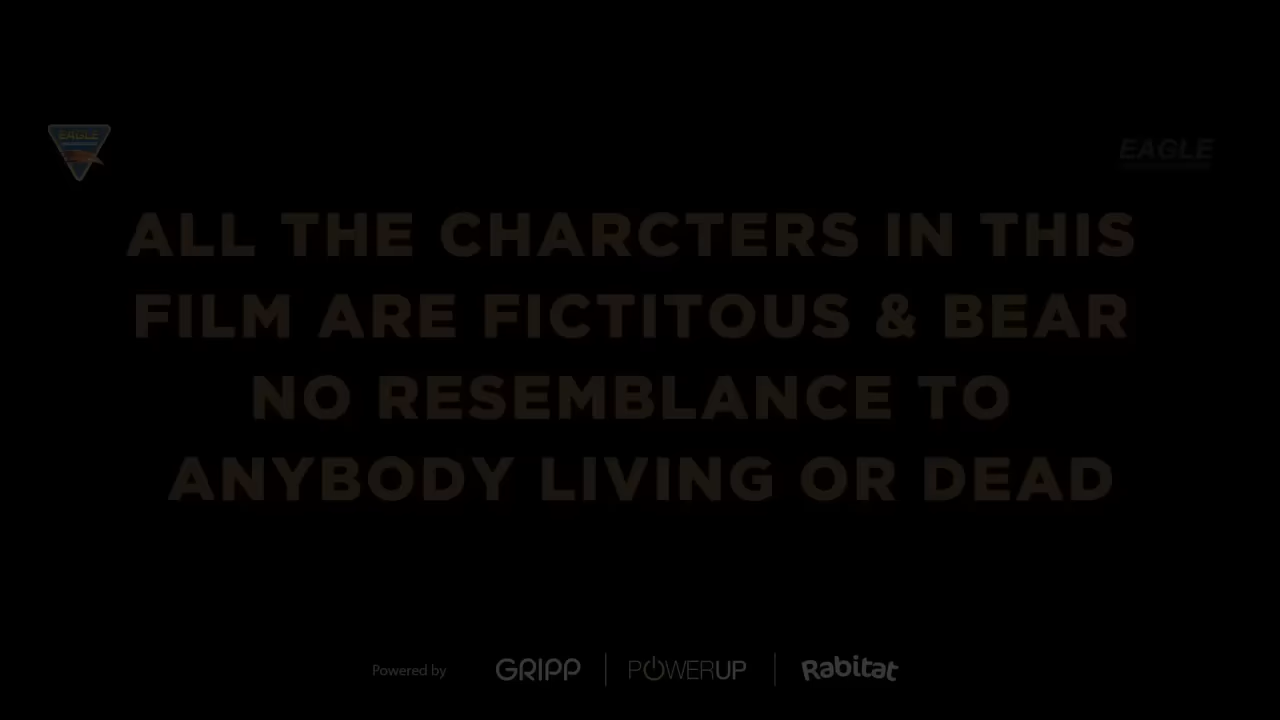 EAGLE
EAGLE
ALL THE CHARCTERS IN THIS
FILM ARE FICTITOUS & BEAR
NO RESEMBLANCE TO
ANYBODY LIVING OR DEAD
Powered by GRIPP POWERUP Rabitat